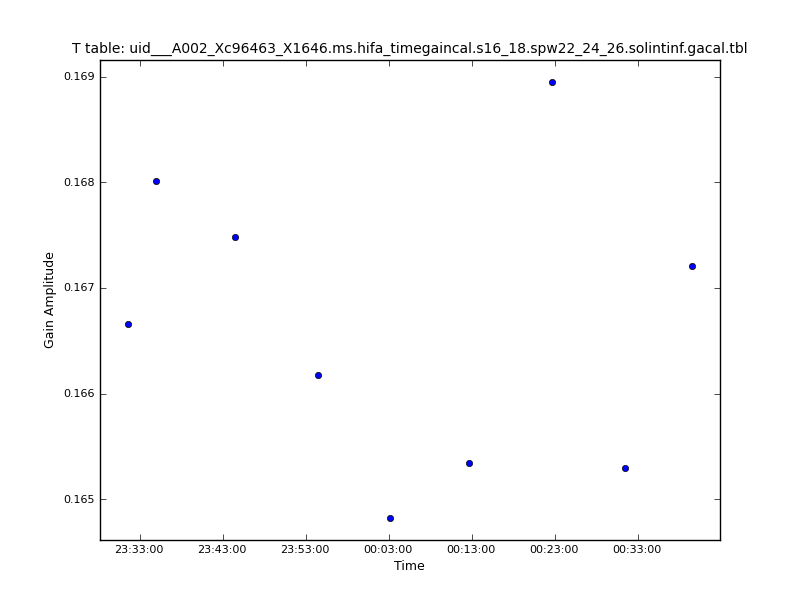 T table: uid___A002_Xc96463_X1646.ms.hifa_timegaincal.s16_18.spw22_24_26.solintinf.gacal.tbl
0.169
0.168
0.167
Gain Amplitude
0.166
0.165
23:33:00 23:43:00 23:53:00 00:03:00 00:13:00 00:23:00 00:33:00
Time